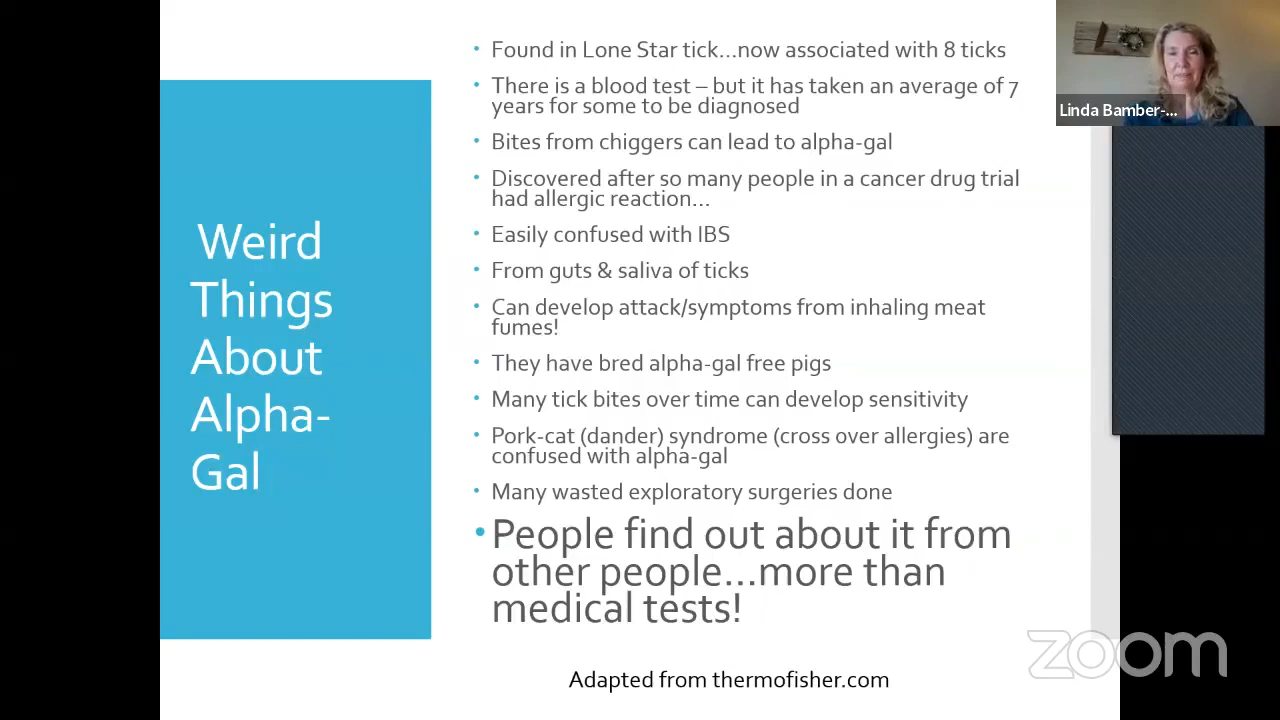 Weird
Things
About
Alpha-
Gal
• Found in Lone Star tick...now associated with 8 ticks
• There is a blood test – but it has taken an average of 7
years for some to be diagnosed
• Bites from chiggers can lead to alpha-gal
• Discovered after so many people in a cancer drug trial
had allergic reaction...
• Easily confused with IBS
• From guts & saliva of ticks
• Can develop attack/symptoms from inhaling meat
fumes!
• They have bred alpha-gal free pigs
• Many tick bites over time can develop sensitivity
• Pork-cat (dander) syndrome (cross over allergies) are
confused with alpha-gal
• Many wasted exploratory surgeries done
• People find out about it from
other people...more than
medical tests!
Adapted from thermofisher.com
Linda Bamber-...
zoom